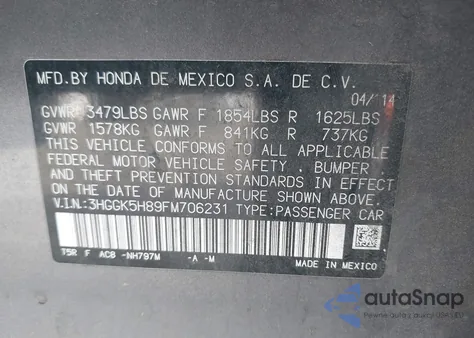 MFD.BY HONDA DE MEXICO S.A. DE C.V.
04/14
GVWR 3479LBS GAWR F 1854LBS R 1625LBS
GVWR 1578KG GAWR F 841KG R 737KG
THIS VEHICLE CONFORMS TO ALL APPLICABLE
FEDERAL MOTOR VEHICLE SAFETY . BUMPER.
AND THEFT PREVENTION STANDARDS IN EFFECT
ON THE DATE OF MANUFACTURE SHOWN ABOVE.
V.I.N.:3HGGK5H89FM706231 TYPE:PASSENGER CAR
T5R F AC8 -NH797M -A -M
MADE IN MEXICO
autoSnap